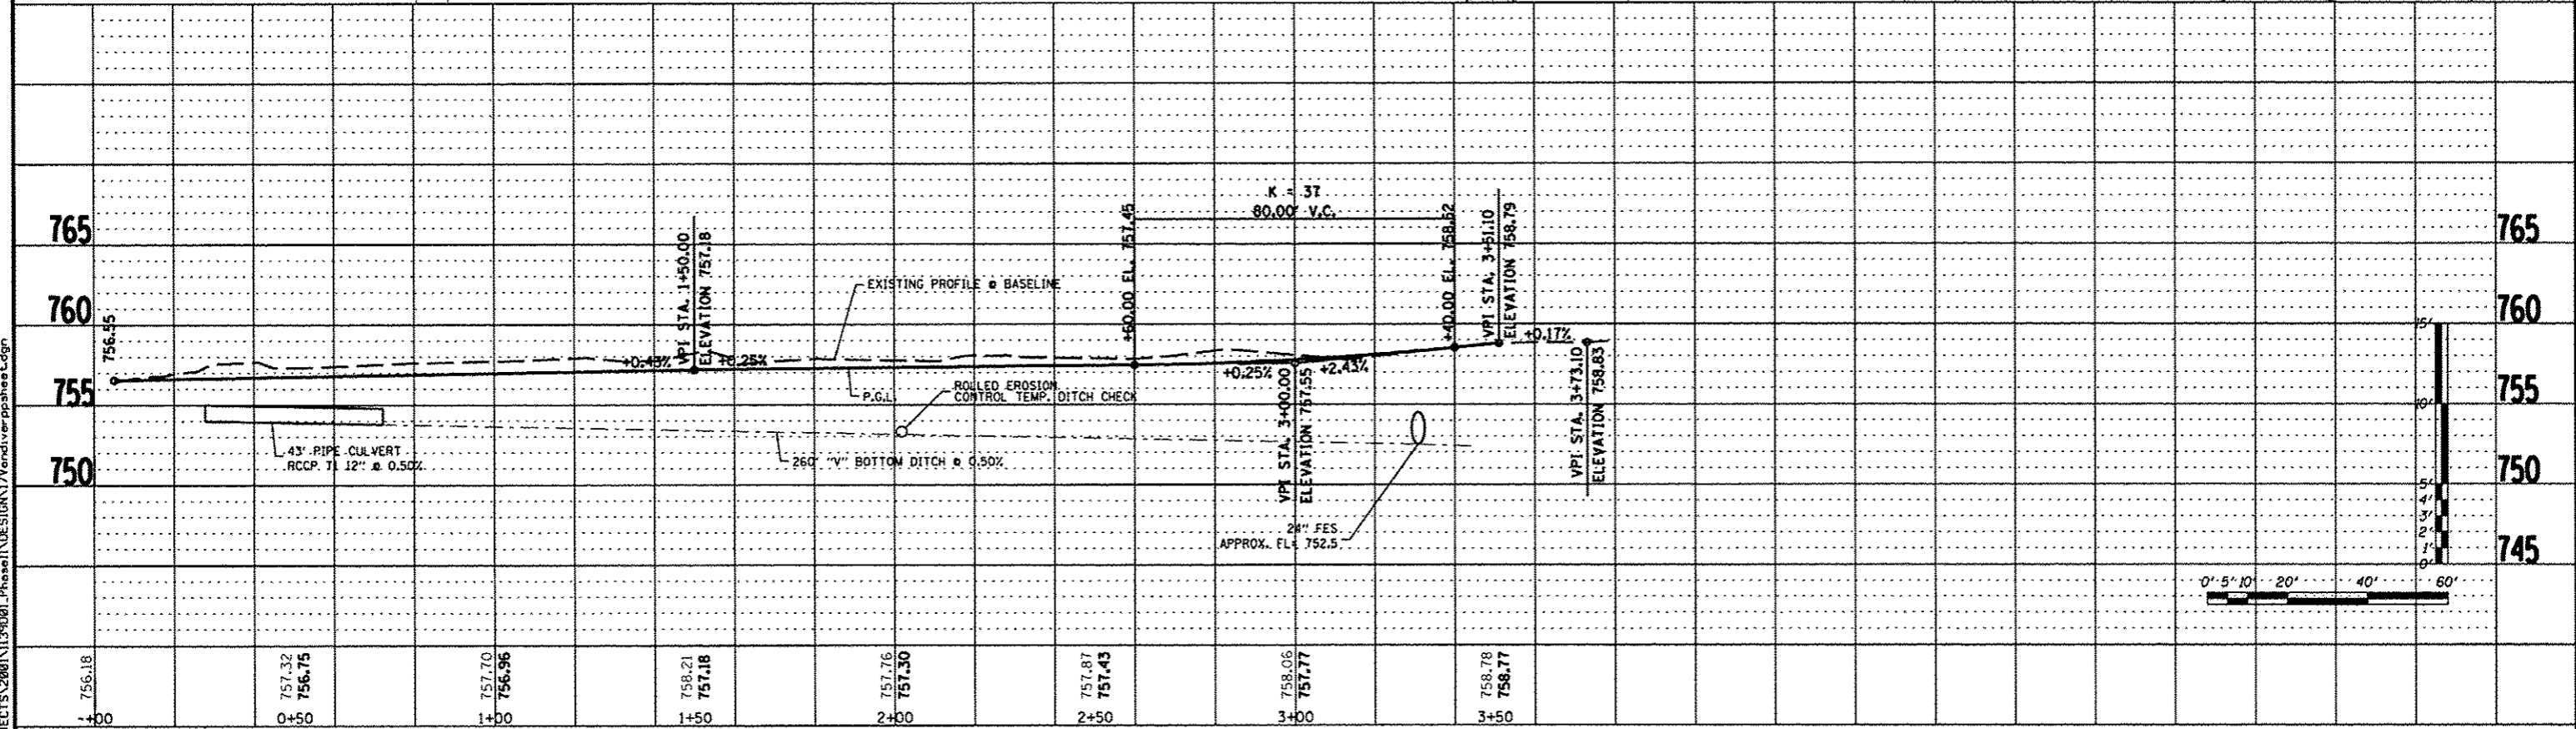 K = 37
80.00' V.C.
765
765
VPI STA. 1+50.00
ELEVATION 757.18
+60.00 EL. 757.45
+40.00 EL. 758.52
VPI STA. 3+51.10
ELEVATION 758.79
EXISTING PROFILE @ BASELINE
760
760
756.55
+0.43%
+0.25%
+0.17%
15'
755
755
P.G.L.
ROLLED EROSION
CONTROL TEMP. DITCH CHECK
+0.25%
+2.43%
VPI STA. 3+00.00
ELEVATION 757.55
VPI STA. 3+73.10
ELEVATION 758.83
10'
43' PIPE CULVERT
RCCP T1 12" @ 0.50%
260' "V" BOTTOM DITCH @ 0.50%
750
750
5'
4'
3'
2'
1'
0'
24" FES
APPROX. EL= 752.5
745
0' 5' 10' 20' 40' 60'
756.18
757.32
756.75
757.70
756.96
758.21
757.18
757.76
757.30
757.87
757.43
758.06
757.77
758.78
758.77
-+00 0+50 1+00 1+50 2+00 2+50 3+00 3+50